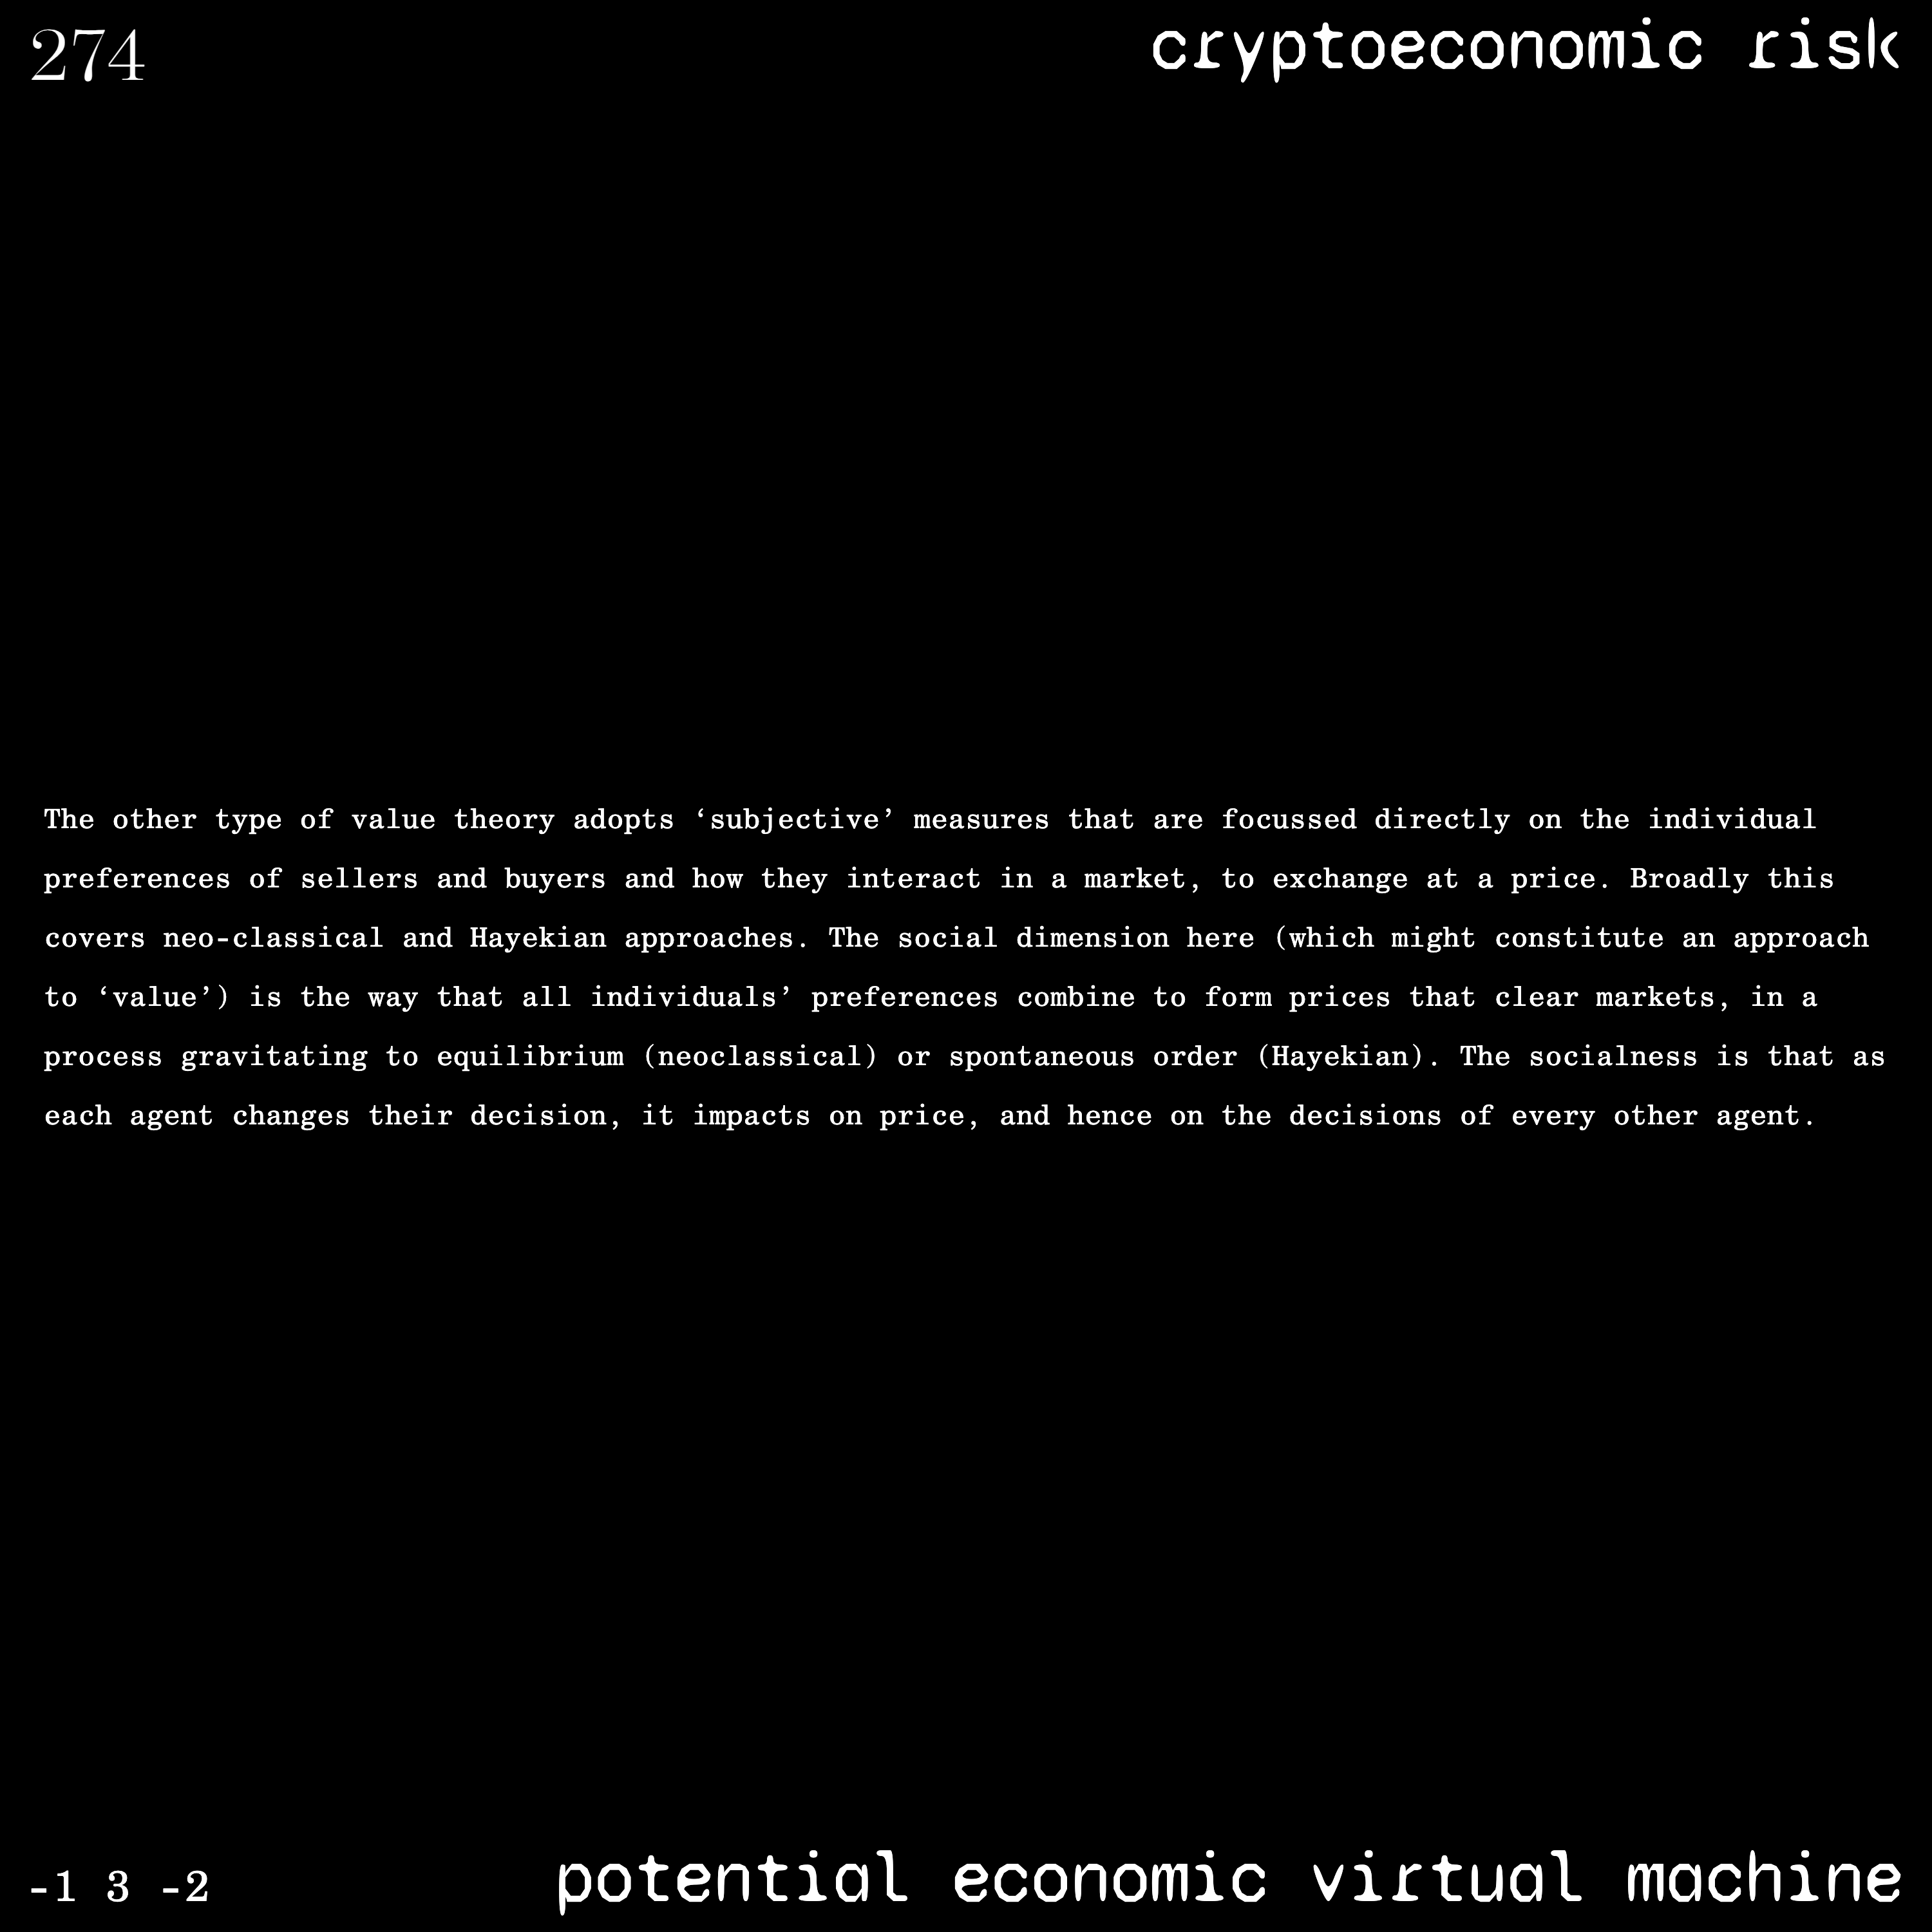 274
cryptoeconomic risk
The other type of value theory adopts ‘subjective’ measures that are focussed directly on the individual
preferences of sellers and buyers and how they interact in a market, to exchange at a price. Broadly this
covers neo-classical and Hayekian approaches. The social dimension here (which might constitute an approach
to ‘value’) is the way that all individuals’ preferences combine to form prices that clear markets, in a
process gravitating to equilibrium (neoclassical) or spontaneous order (Hayekian). The socialness is that as
each agent changes their decision, it impacts on price, and hence on the decisions of every other agent.
-1 3 -2
potential economic virtual machine